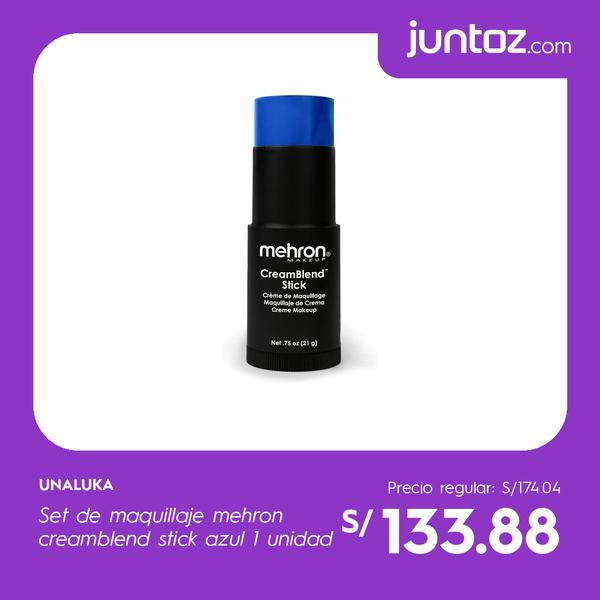 juntoz.com
mehron®
MAKEUP
CreamBlend™
Stick
Crème de Maquillage
Maquillaje de Crema
Creme Makeup
Net .75 oz (21 g)
UNALUKA
Set de maquillaje mehron
creamblend stick azul 1 unidad
Precio regular: S/174.04
S/133.88